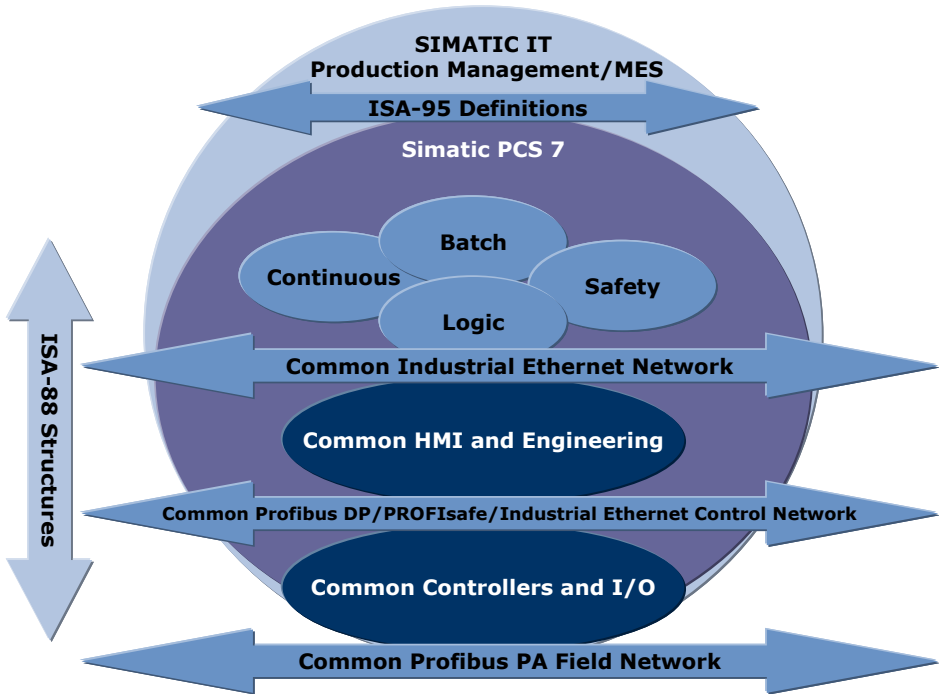 SIMATIC IT
Production Management/MES
ISA-95 Definitions
Simatic PCS 7
Batch
Continuous
Safety
Logic
Common Industrial Ethernet Network
ISA-88 Structures
Common HMI and Engineering
Common Profibus DP/PROFIsafe/Industrial Ethernet Control Network
Common Controllers and I/O
Common Profibus PA Field Network